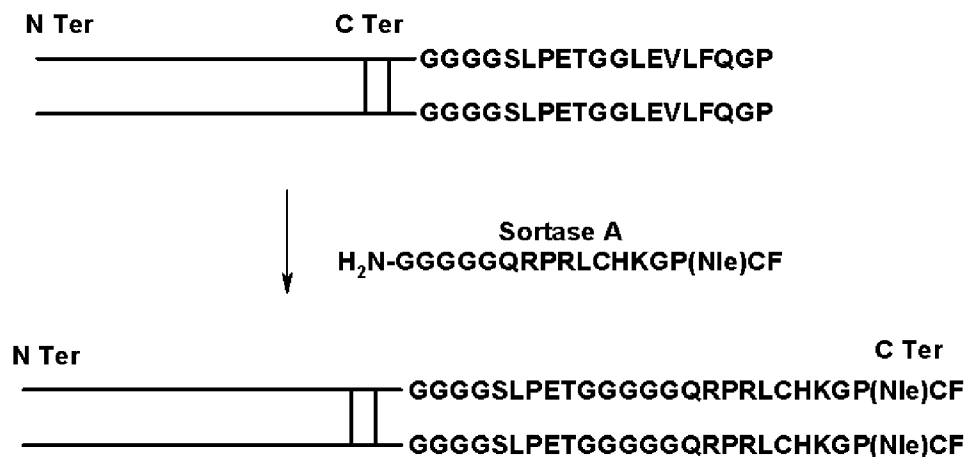 N Ter C Ter
GGGGSLPETGGLEVLFQGP
GGGGSLPETGGLEVLFQGP
Sortase A
H₂N-GGGGGQRPRLCHKGP(Nle)CF
N Ter C Ter
GGGGSLPETGGGGGQRPRLCHKGP(Nle)CF
GGGGSLPETGGGGGQRPRLCHKGP(Nle)CF